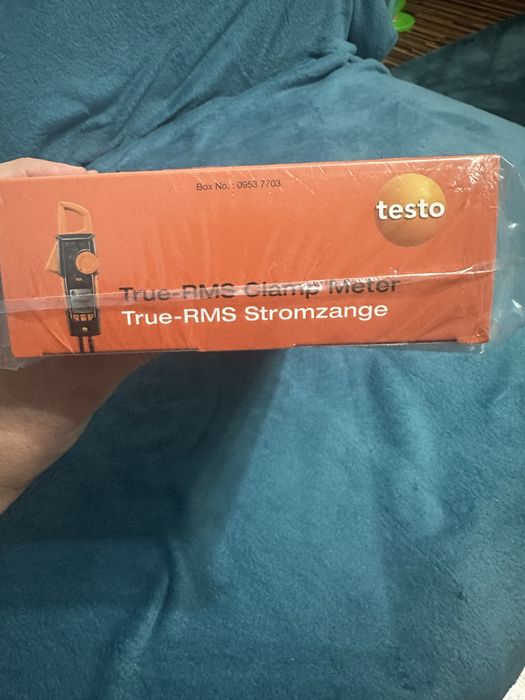 Box No. : 0953 7703
testo
True-RMS Clamp Meter
True-RMS Stromzange